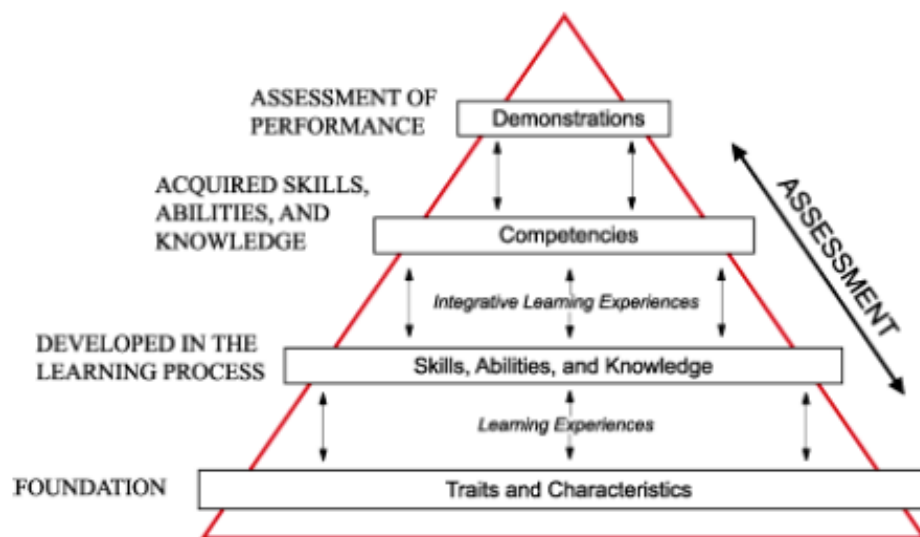 ASSESSMENT OF
PERFORMANCE
Demonstrations
ACQUIRED SKILLS,
ABILITIES, AND
KNOWLEDGE
Competencies
ASSESSMENT
Integrative Learning Experiences
DEVELOPED IN THE
LEARNING PROCESS
Skills, Abilities, and Knowledge
Learning Experiences
FOUNDATION
Traits and Characteristics